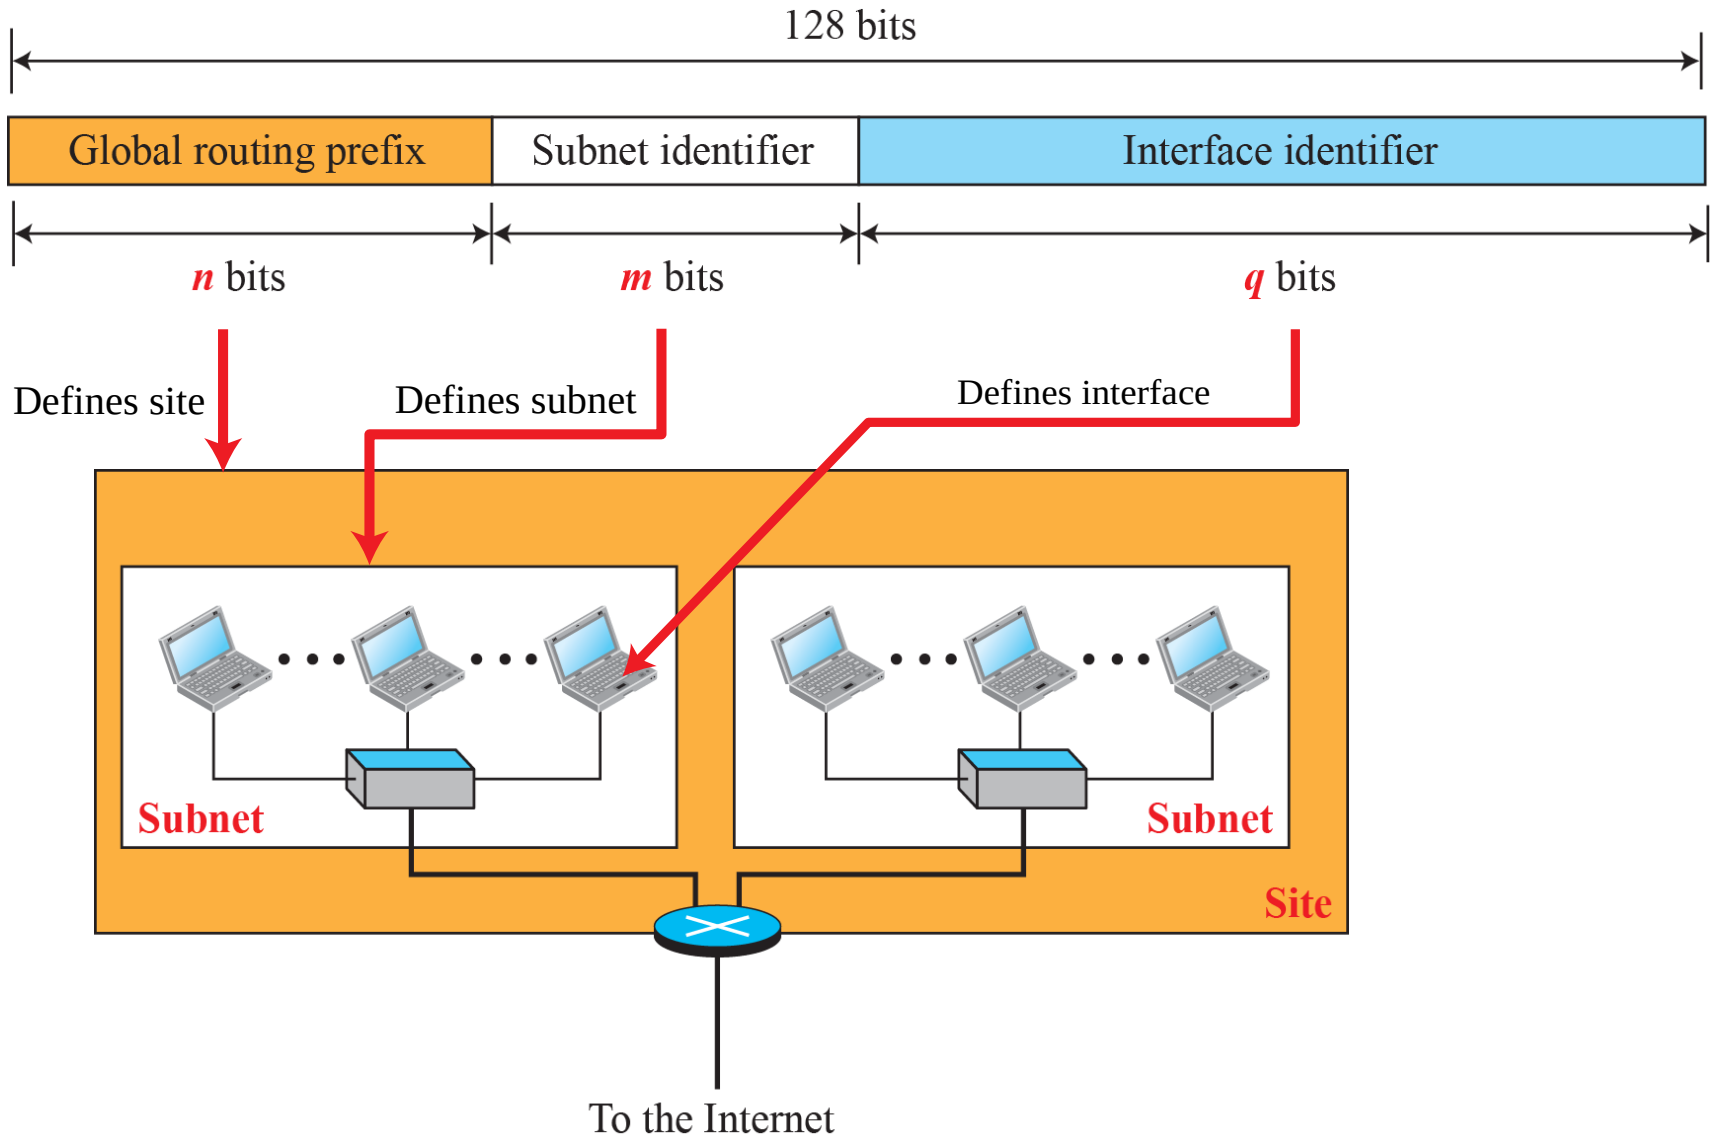 128 bits
Global routing prefix
Subnet identifier
Interface identifier
n bits
m bits
q bits
Defines site
Defines subnet
Defines interface
Subnet
Subnet
Site
To the Internet